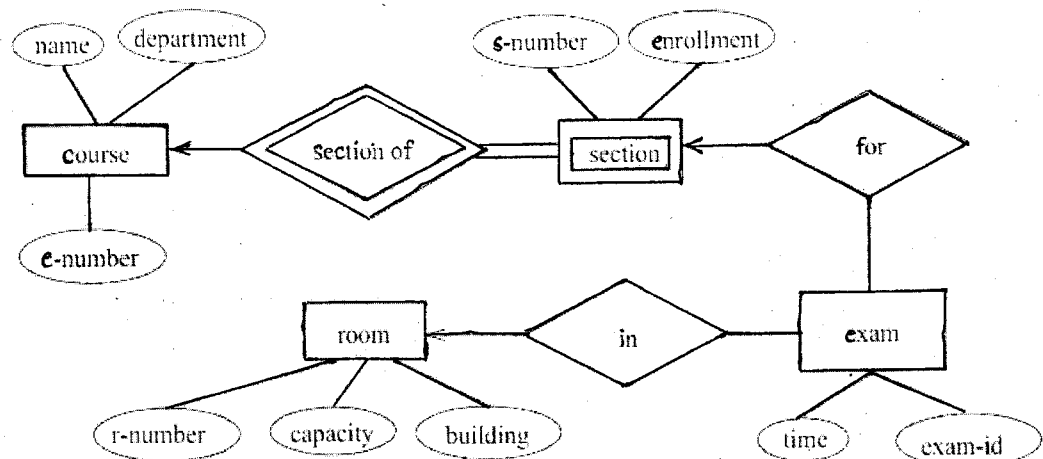 name
department
s-number
enrollment
course
section of
section
for
c-number
room
in
exam
r-number
capacity
building
time
exam-id